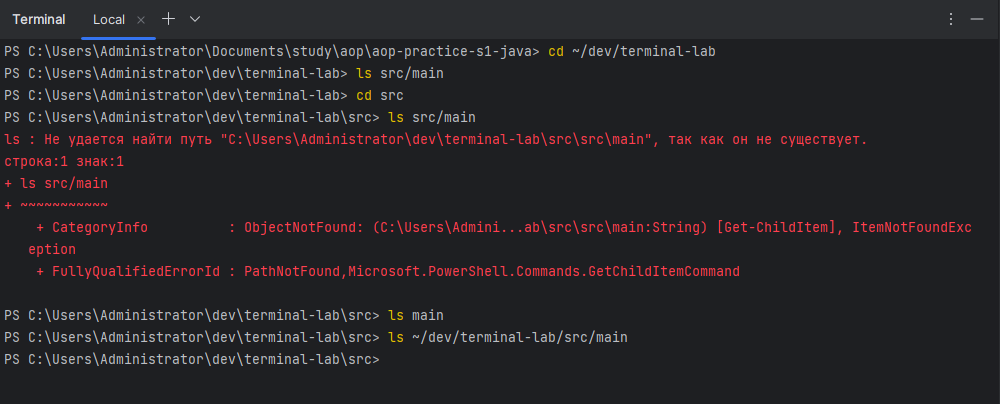 Terminal Local
PS C:\Users\Administrator\Documents\study\aop\aop-practice-s1-java> cd ~/dev/terminal-lab
PS C:\Users\Administrator\dev\terminal-lab> ls src/main
PS C:\Users\Administrator\dev\terminal-lab> cd src
PS C:\Users\Administrator\dev\terminal-lab\src> ls src/main
ls : Не удается найти путь "C:\Users\Administrator\dev\terminal-lab\src\src\main", так как он не существует.
строка:1 знак:1
+ ls src/main
+ ~~~~~~~~~~~
    + CategoryInfo          : ObjectNotFound: (C:\Users\Admini...ab\src\src\main:String) [Get-ChildItem], ItemNotFoundExc
   eption
    + FullyQualifiedErrorId : PathNotFound,Microsoft.PowerShell.Commands.GetChildItemCommand
PS C:\Users\Administrator\dev\terminal-lab\src> ls main
PS C:\Users\Administrator\dev\terminal-lab\src> ls ~/dev/terminal-lab/src/main
PS C:\Users\Administrator\dev\terminal-lab\src>